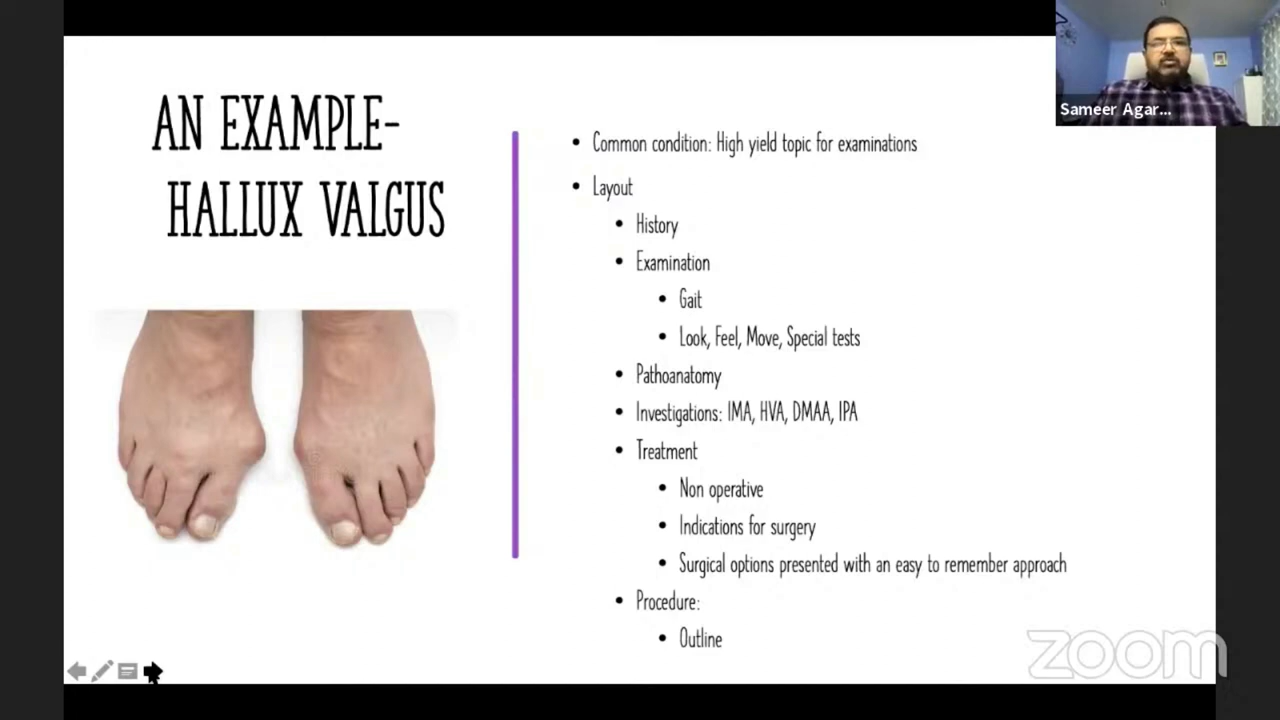 AN EXAMPLE-
HALLUX VALGUS
• Common condition: High yield topic for examinations
• Layout
• History
• Examination
• Gait
• Look, Feel, Move, Special tests
• Pathoanatomy
• Investigations: IMA, HVA, DMAA, IPA
• Treatment
• Non operative
• Indications for surgery
• Surgical options presented with an easy to remember approach
• Procedure:
• Outline
Sameer Agar...
zoom